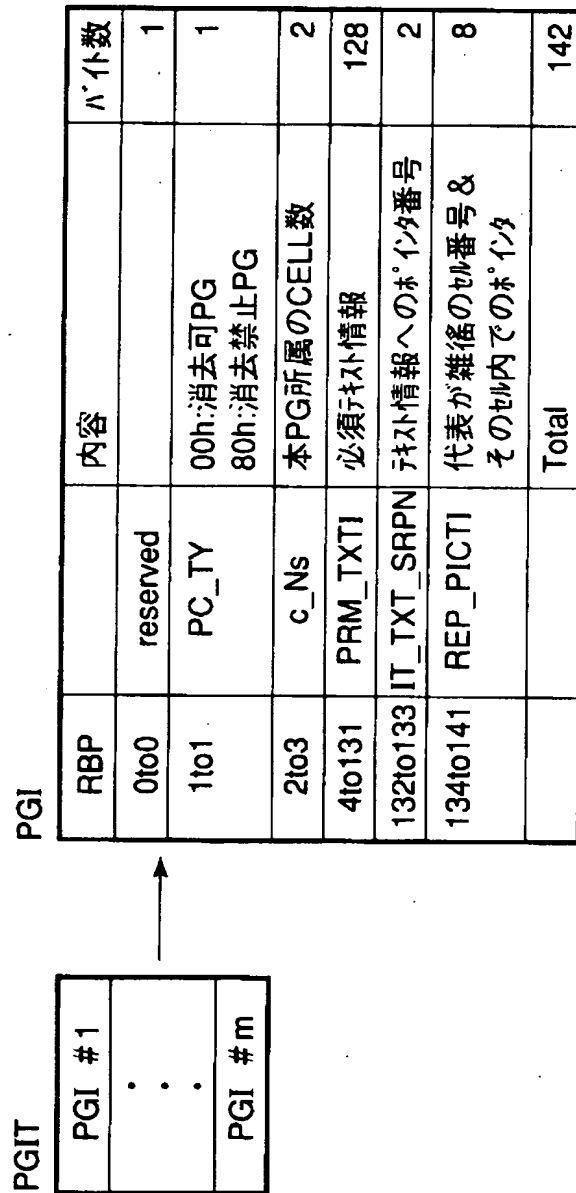 PGIT
PGI #1
PGI #m
PGI
RBP 内容 バイト数
0to0 reserved 1
1to1 PC_TY 00h:消去可PG 1
80h:消去禁止PG
2to3 c_Ns 本PG所属のCELL数 2
4to131 PRM_TXTI 必須テキスト情報 128
132to133 IT_TXT_SRPN テキスト情報へのポインタ番号 2
134to141 REP_PICTI 代表が雑徭のセル番号& 8
そのセル内でのポインタ
Total 142